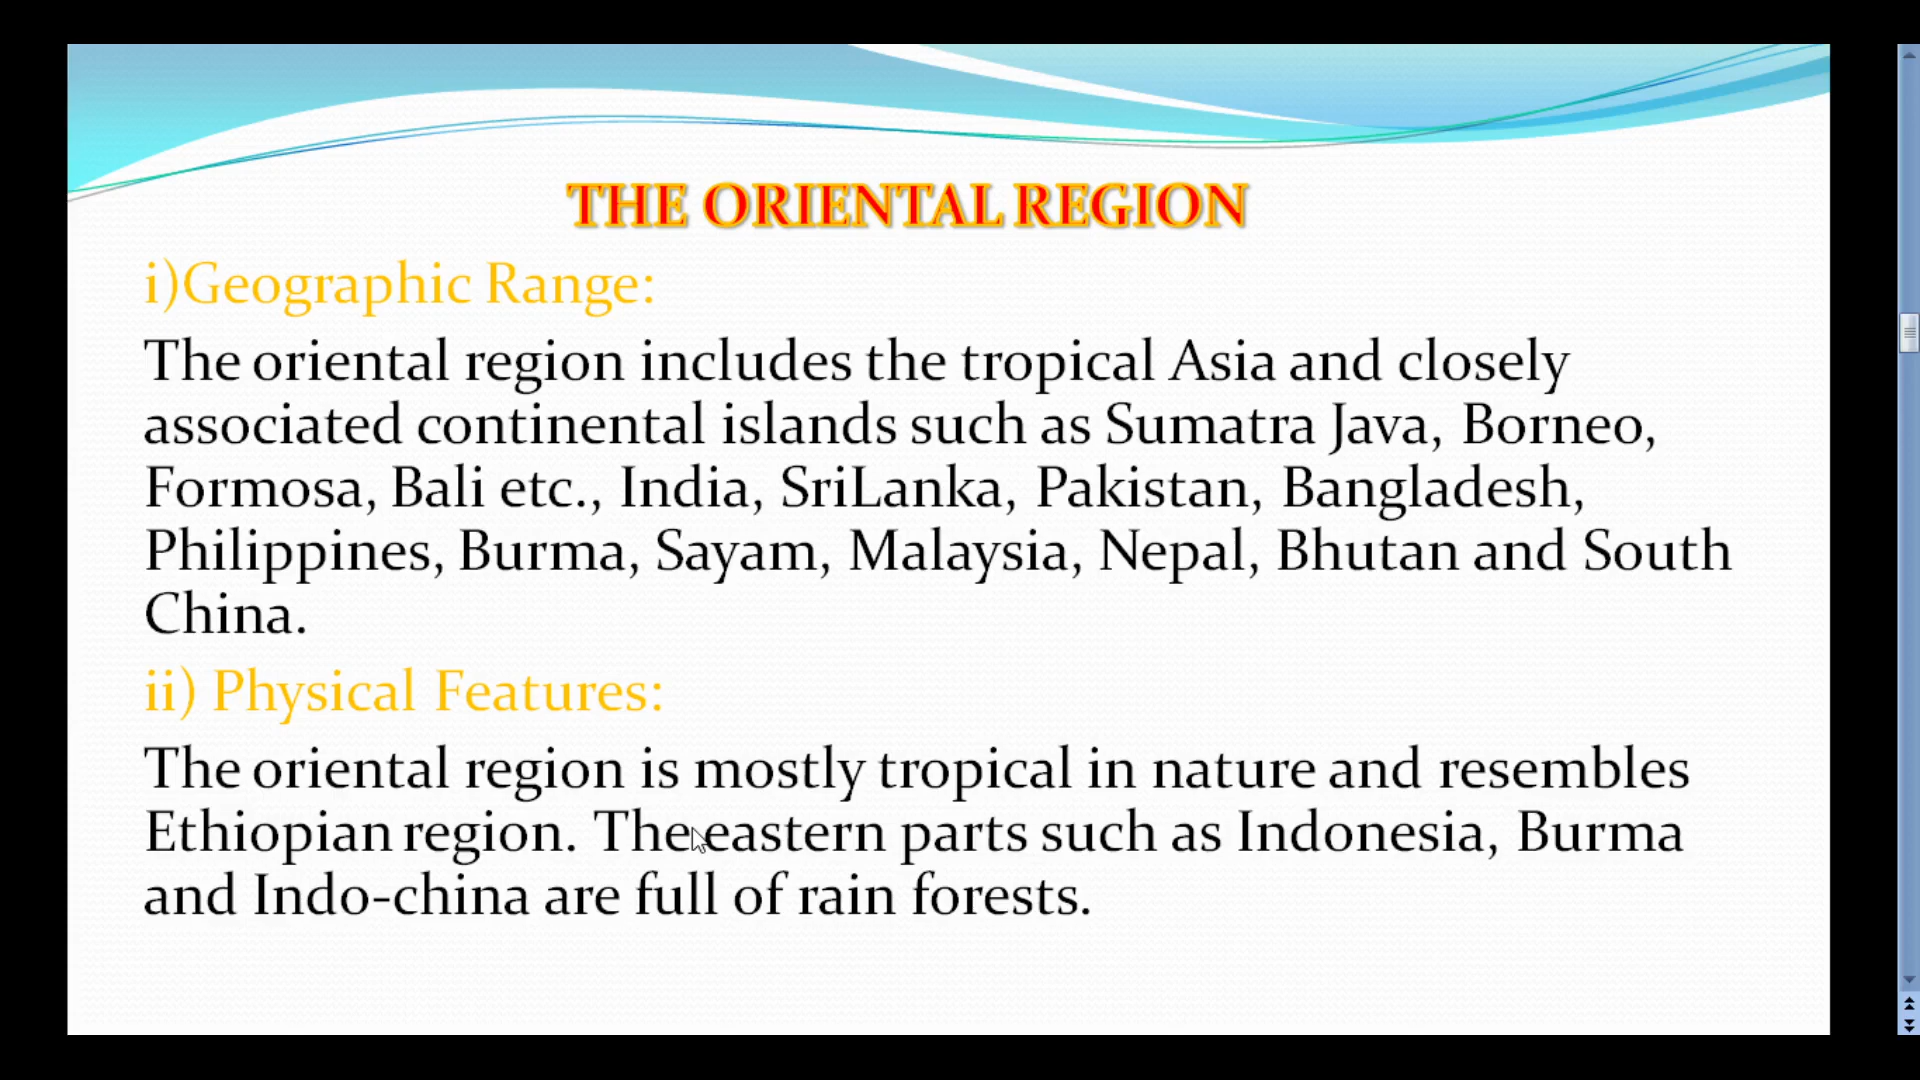 THE ORIENTAL REGION
i)Geographic Range:
The oriental region includes the tropical Asia and closely
associated continental islands such as Sumatra Java, Borneo,
Formosa, Bali etc., India, SriLanka, Pakistan, Bangladesh,
Philippines, Burma, Sayam, Malaysia, Nepal, Bhutan and South
China.
ii) Physical Features:
The oriental region is mostly tropical in nature and resembles
Ethiopian region. The eastern parts such as Indonesia, Burma
and Indo-china are full of rain forests.